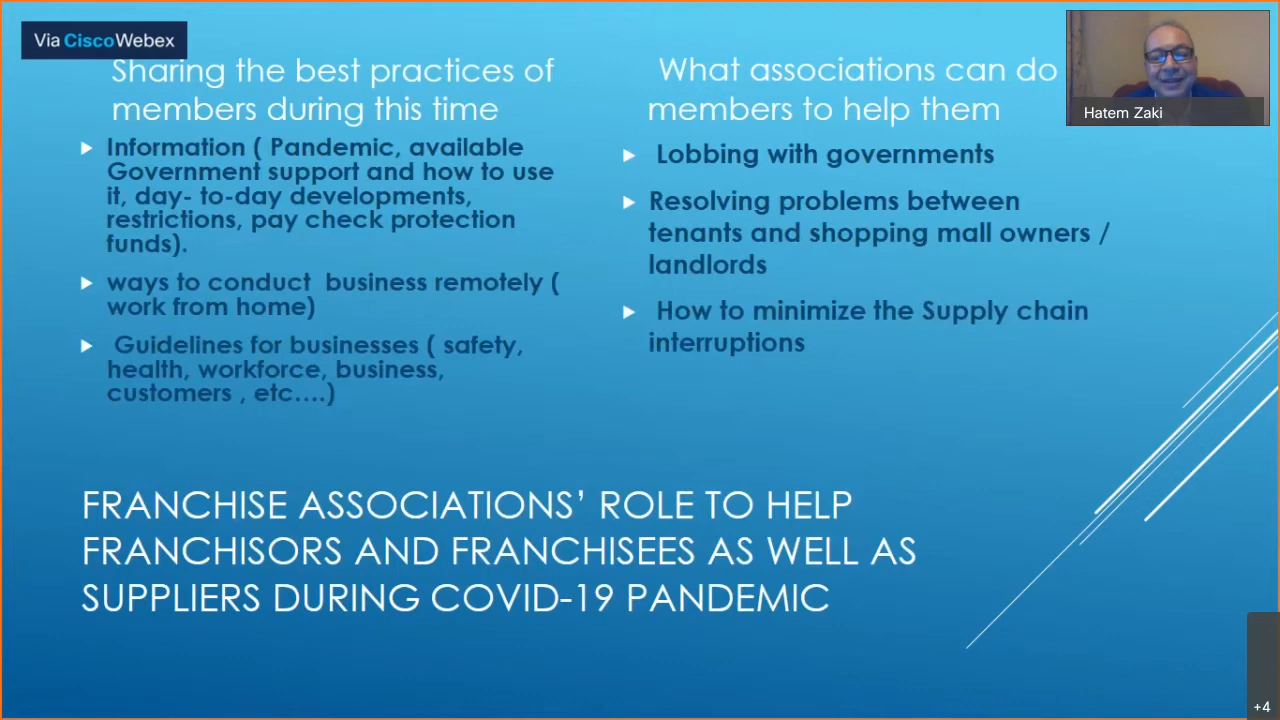 Via CiscoWebex
Sharing the best practices of
members during this time
Information ( Pandemic, available
Government support and how to use
it, day- to-day developments,
restrictions, pay check protection
funds).
ways to conduct business remotely (
work from home)
Guidelines for businesses ( safety,
health, workforce, business,
customers , etc….)
What associations can do
members to help them
Lobbing with governments
Resolving problems between
tenants and shopping mall owners /
landlords
How to minimize the Supply chain
interruptions
Hatem Zaki
FRANCHISE ASSOCIATIONS’ ROLE TO HELP
FRANCHISORS AND FRANCHISEES AS WELL AS
SUPPLIERS DURING COVID-19 PANDEMIC
+4